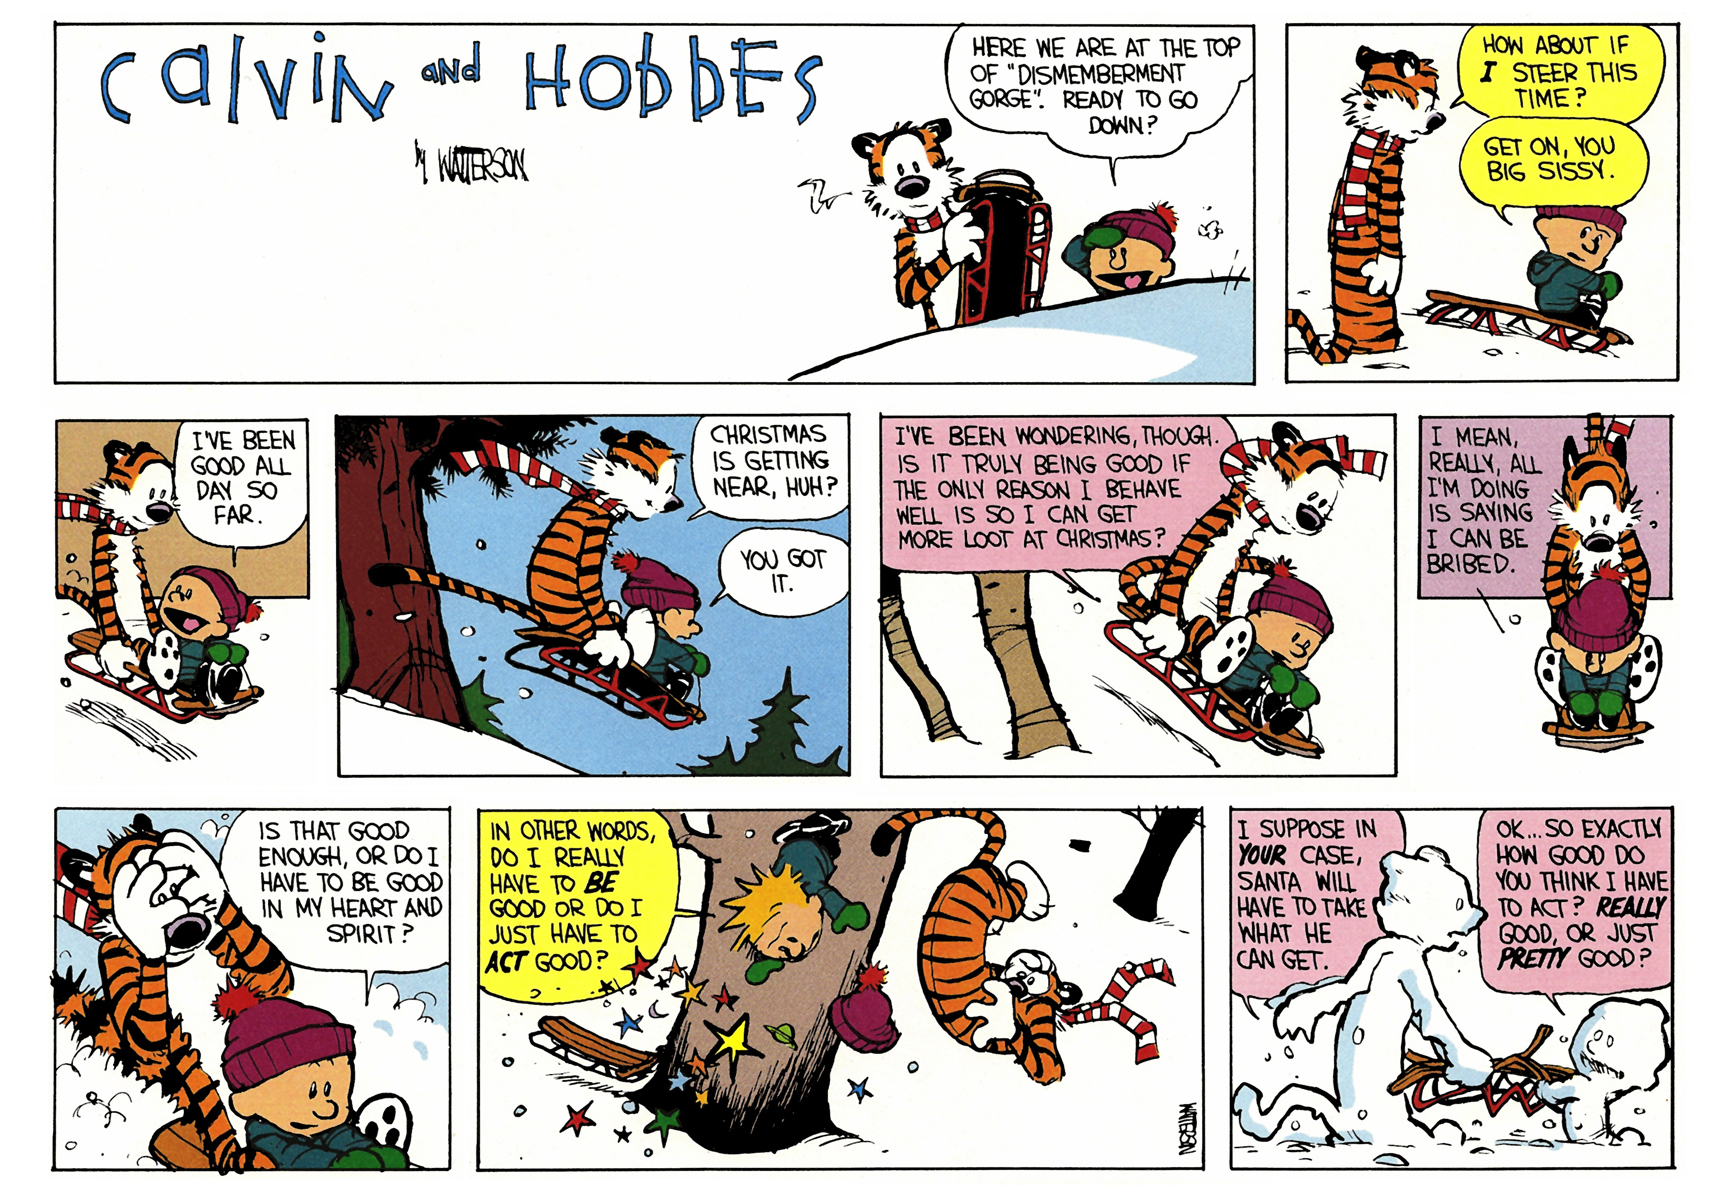 CALVIN AND HOBBES
BY WATTERSON
HERE WE ARE AT THE TOP
OF "DISMEMBERMENT
GORGE". READY TO GO
DOWN?
HOW ABOUT IF
I STEER THIS
TIME?
GET ON, YOU
BIG SISSY.
I'VE BEEN
GOOD ALL
DAY SO
FAR.
CHRISTMAS
IS GETTING
NEAR, HUH?
YOU GOT
IT.
I'VE BEEN WONDERING, THOUGH.
IS IT TRULY BEING GOOD IF
THE ONLY REASON I BEHAVE
WELL IS SO I CAN GET
MORE LOOT AT CHRISTMAS?
I MEAN,
REALLY, ALL
I'M DOING
IS SAYING
I CAN BE
BRIBED.
IS THAT GOOD
ENOUGH, OR DO I
HAVE TO BE GOOD
IN MY HEART AND
SPIRIT?
IN OTHER WORDS,
DO I REALLY
HAVE TO BE
GOOD OR DO I
JUST HAVE TO
ACT GOOD?
WATTERSON
I SUPPOSE IN
YOUR CASE,
SANTA WILL
HAVE TO TAKE
WHAT HE
CAN GET.
OK...SO EXACTLY
HOW GOOD DO
YOU THINK I HAVE
TO ACT? REALLY
GOOD, OR JUST
PRETTY GOOD?